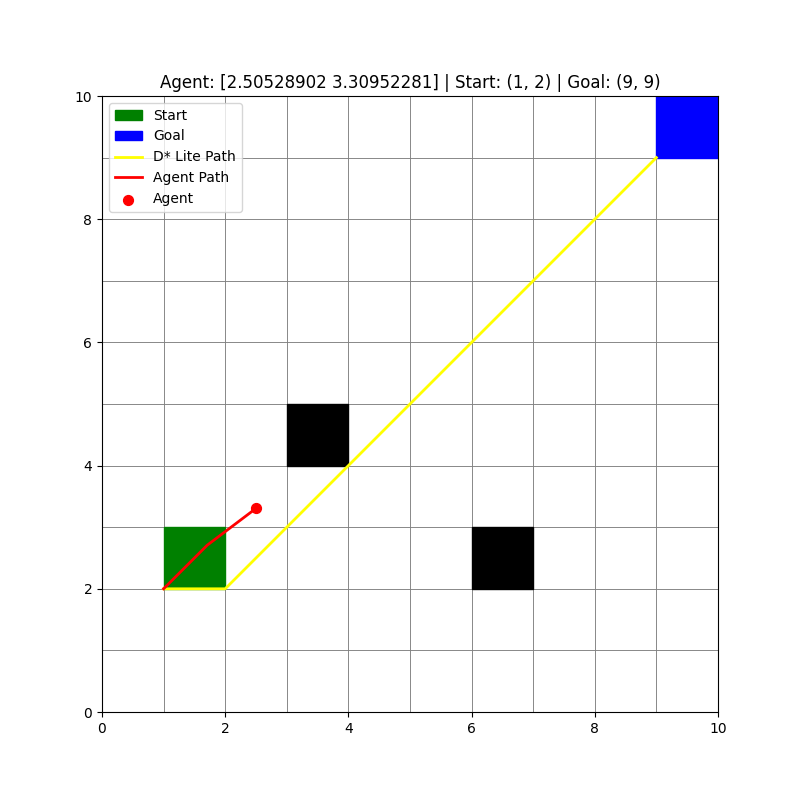 Agent: [2.50528902 3.30952281] | Start: (1, 2) | Goal: (9, 9)
Start
Goal
D* Lite Path
Agent Path
Agent
10
8
6
4
2
0
0 2 4 6 8 10